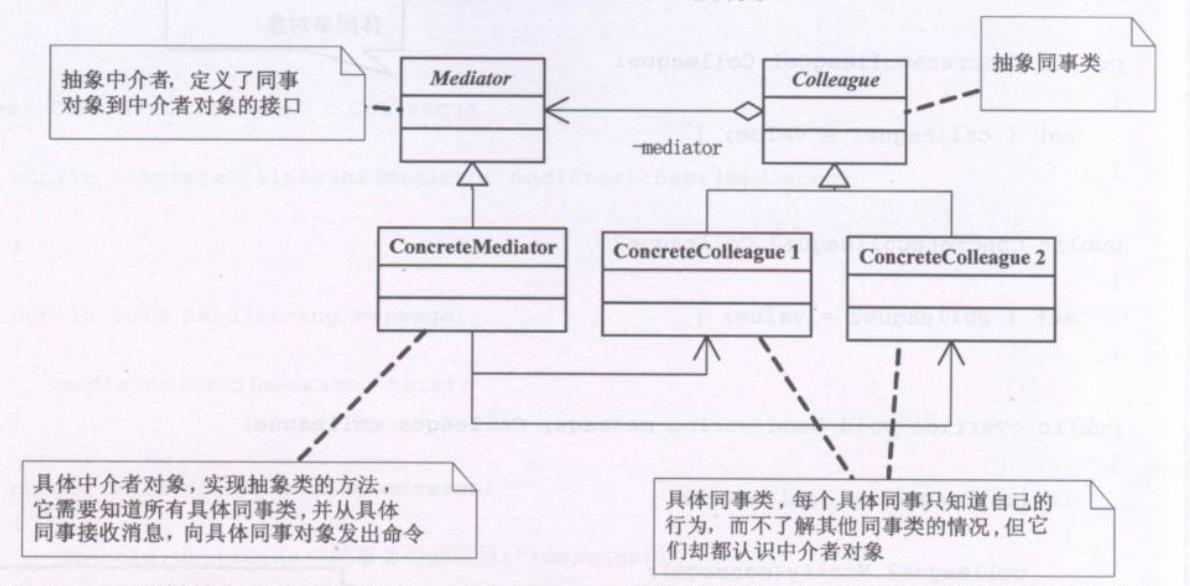 抽象中介者,定义了同事
对象到中介者对象的接口
Mediator
Colleague
抽象同事类
-mediator
ConcreteMediator
ConcreteColleague 1
ConcreteColleague 2
具体中介者对象,实现抽象类的方法,
它需要知道所有具体同事类,并从具体
同事接收消息,向具体同事对象发出命令
具体同事类,每个具体同事只知道自己的
行为,而不了解其他同事类的情况,但它
们却都认识中介者对象